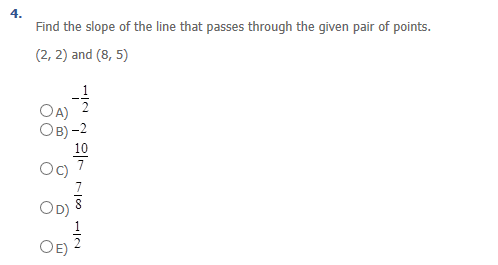 4.
Find the slope of the line that passes through the given pair of points.
(2, 2) and (8, 5)
A) -1/2
B) -2
C) 10/7
D) 7/8
E) 1/2